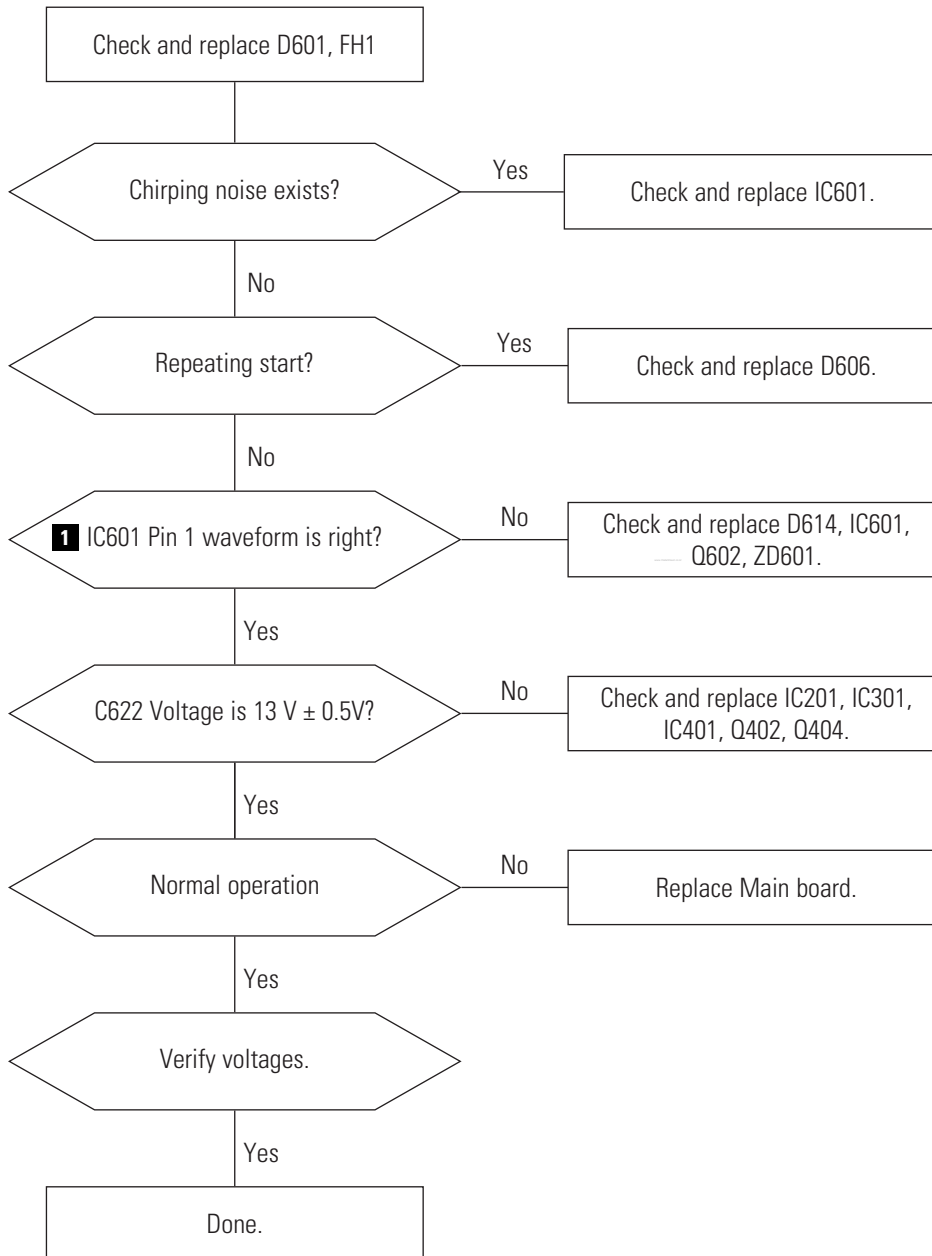 Check and replace D601, FH1
Chirping noise exists?
Yes
Check and replace IC601.
No
Repeating start?
Yes
Check and replace D606.
No
1 IC601 Pin 1 waveform is right?
No
Check and replace D614, IC601,
Q602, ZD601.
Yes
C622 Voltage is 13 V ± 0.5V?
No
Check and replace IC201, IC301,
IC401, Q402, Q404.
Yes
Normal operation
No
Replace Main board.
Yes
Verify voltages.
Yes
Done.